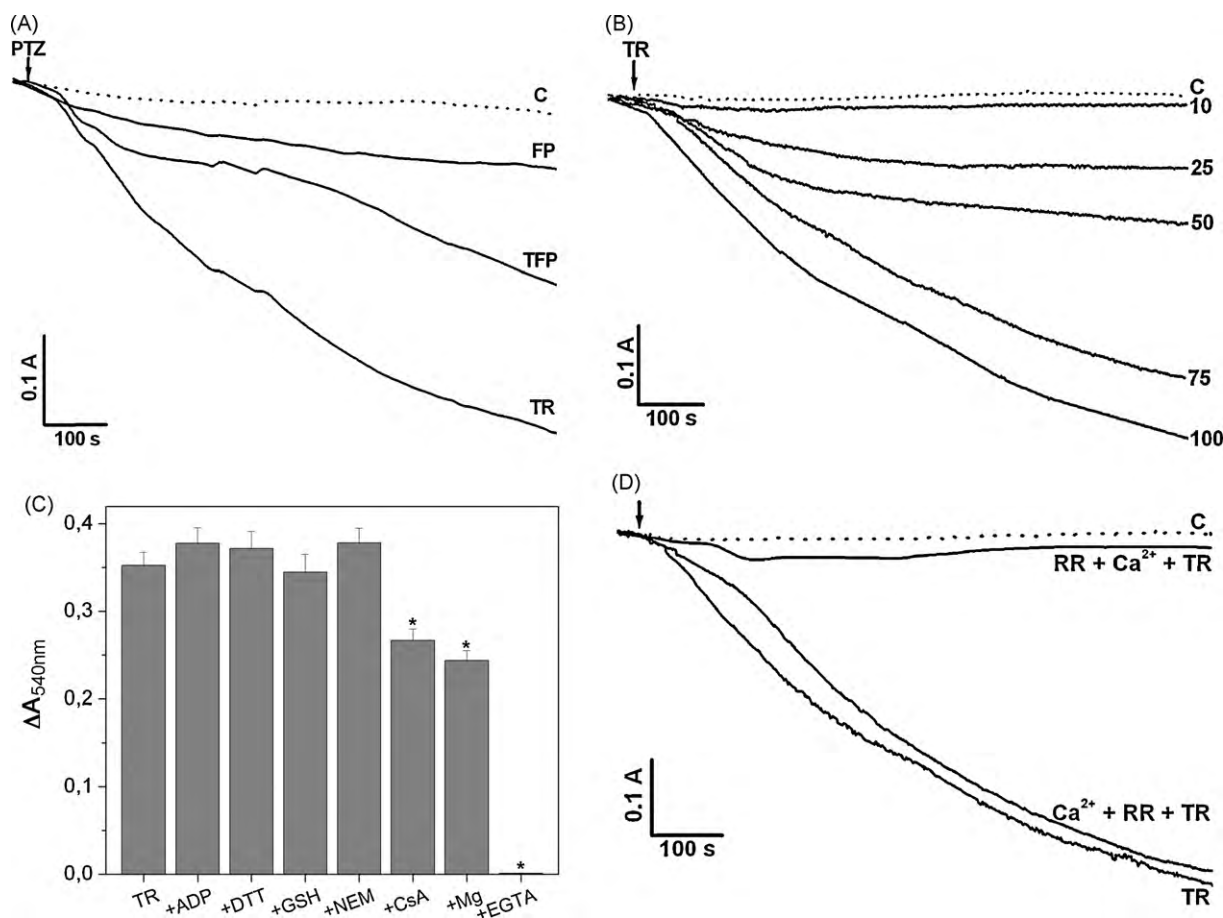 (A)
PTZ
C
FP
TFP
TR
0.1 A
100 s
(B)
TR
C
10
25
50
75
100
0.1 A
100 s
(C)
ΔA540nm
0,4
0,3
0,2
0,1
0,0
TR
+ADP
+DTT
+GSH
+NEM
+CsA
+Mg
+EGTA
*
*
*
(D)
C
RR + Ca2+ + TR
Ca2+ + RR + TR
TR
0.1 A
100 s